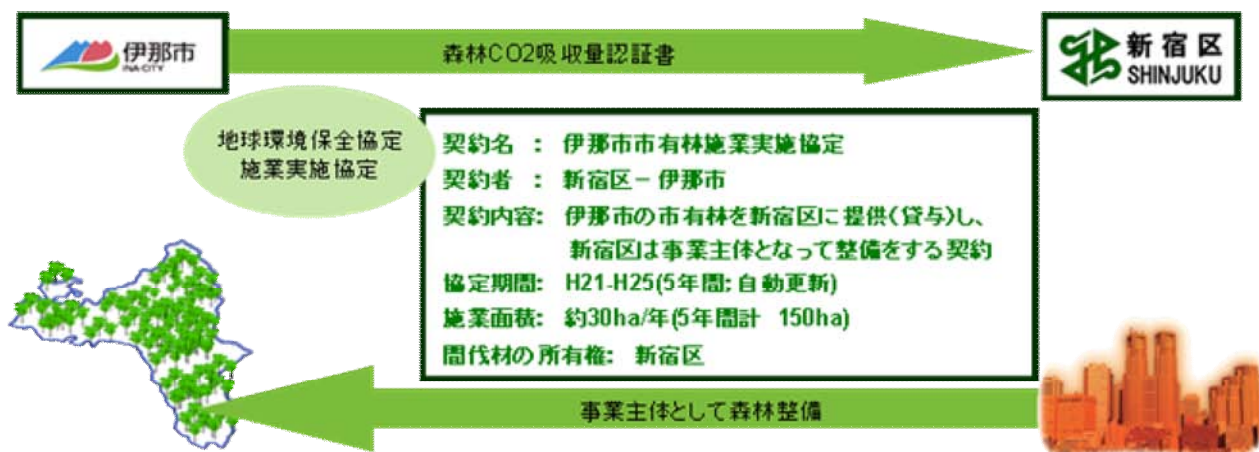 伊那市
INA-CITY
森林CO2吸収量認証書
新宿区
SHINJUKU
地球環境保全協定
施業実施協定
契約名 : 伊那市市有林施業実施協定
契約者 : 新宿区−伊那市
契約内容: 伊那市の市有林を新宿区に提供(貸与)し、
新宿区は事業主体となって整備をする契約
協定期間: H21-H25(5年間:自動更新)
施業面積: 約30ha/年(5年間計 150ha)
間伐材の所有権: 新宿区
事業主体として森林整備